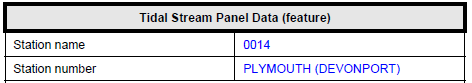 Tidal Stream Panel Data (feature)
Station name 0014
Station number PLYMOUTH (DEVONPORT)